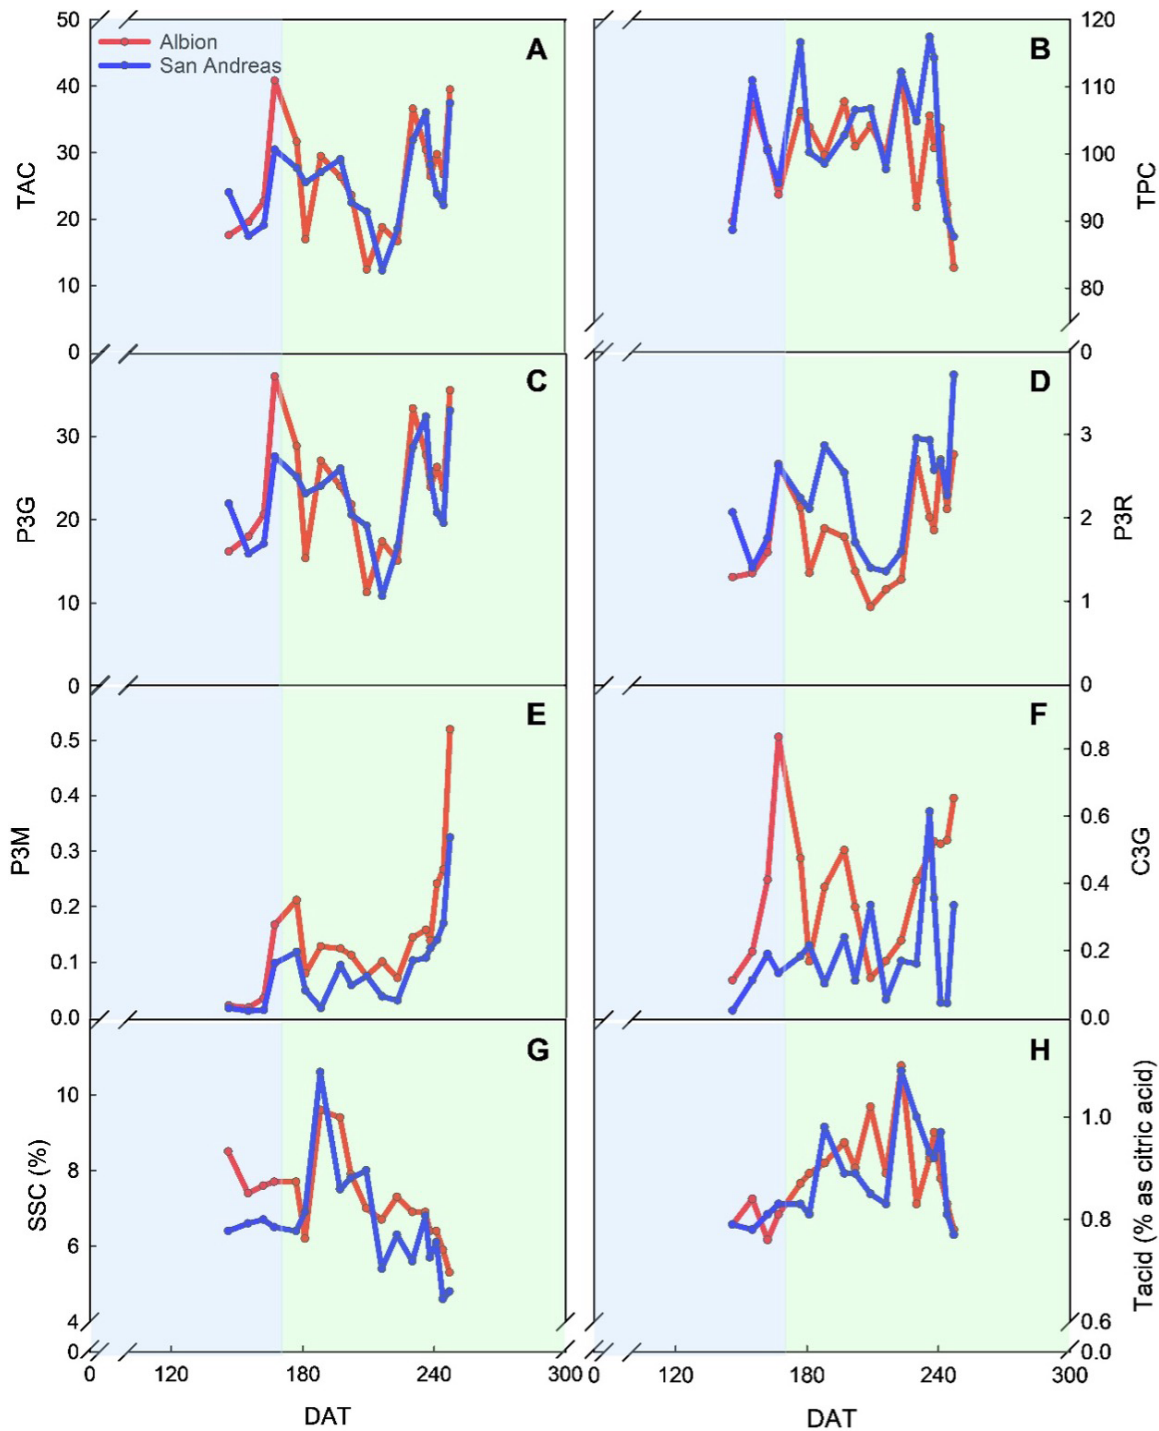 50
120
Albion
San Andreas
A
B
40
110
30
100
TAC
TPC
20
90
10
80
0
0
C
D
30
3
P3G
20
2
P3R
10
1
0
0
E
F
0.5
0.8
0.4
0.6
P3M
0.3
C3G
0.4
0.2
0.2
0.1
0.0
0.0
G
H
10
1.0
SSC (%)
8
Tacid (% as citric acid)
6
0.8
4
0.6
0
0.0
0 120 180 240 300 0 120 180 240 300
DAT DAT